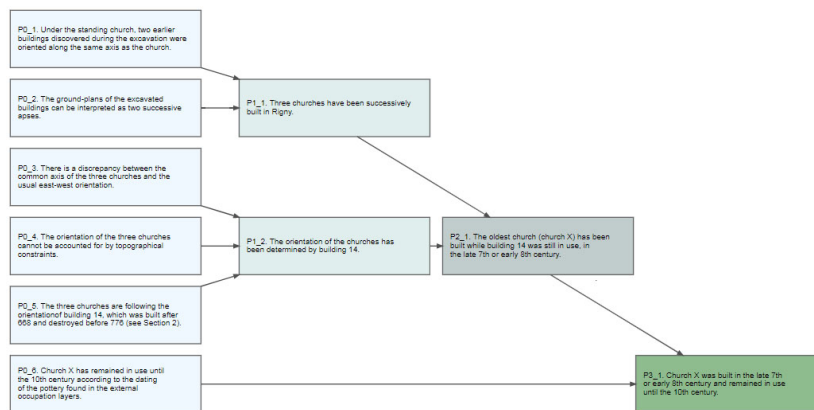 P0_1. Under the standing church, two earlier
buildings discovered during the excavation were
oriented along the same axis as the church.
P0_2. The ground-plans of the excavated
buildings can be interpreted as two successive
apses.
P1_1. Three churches have been successively
built in Rigny.
P0_3. There is a discrepancy between the
common axis of the three churches and the
usual east-west orientation.
P0_4. The orientation of the three churches
cannot be accounted for by topographical
constraints.
P1_2. The orientation of the churches has
been determined by building 14.
P2_1. The oldest church (church X) has been
built while building 14 was still in use, in
the late 7th or early 8th century.
P0_5. The three churches are following the
orientationof building 14, which was built after
668 and destroyed before 776 (see Section 2).
P0_6. Church X has remained in use until
the 10th century according to the dating
of the pottery found in the external
occupation layers.
P3_1. Church X was built in the late 7th
or early 8th century and remained in use
until the 10th century.